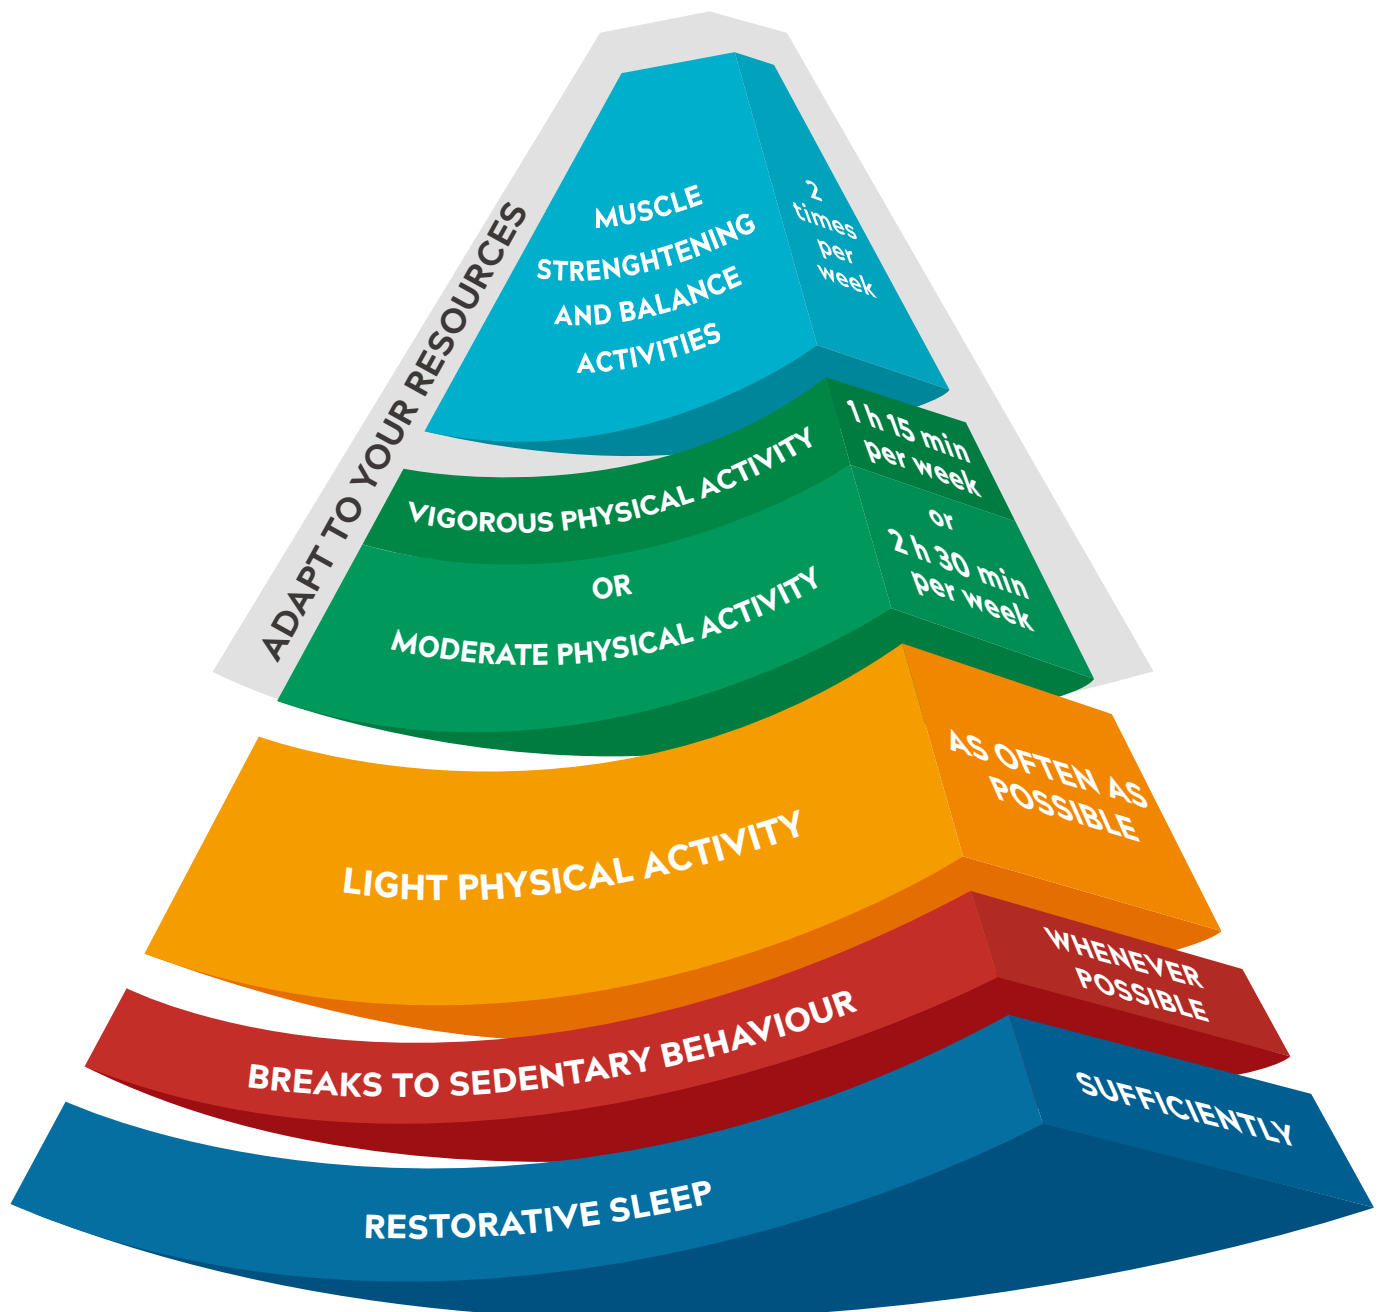 ADAPT TO YOUR RESOURCES
MUSCLE
STRENGHTENING
AND BALANCE
ACTIVITIES
2
times
per
week
VIGOROUS PHYSICAL ACTIVITY
1 h 15 min
per week
OR
or
MODERATE PHYSICAL ACTIVITY
2 h 30 min
per week
LIGHT PHYSICAL ACTIVITY
AS OFTEN AS
POSSIBLE
BREAKS TO SEDENTARY BEHAVIOUR
WHENEVER
POSSIBLE
RESTORATIVE SLEEP
SUFFICIENTLY